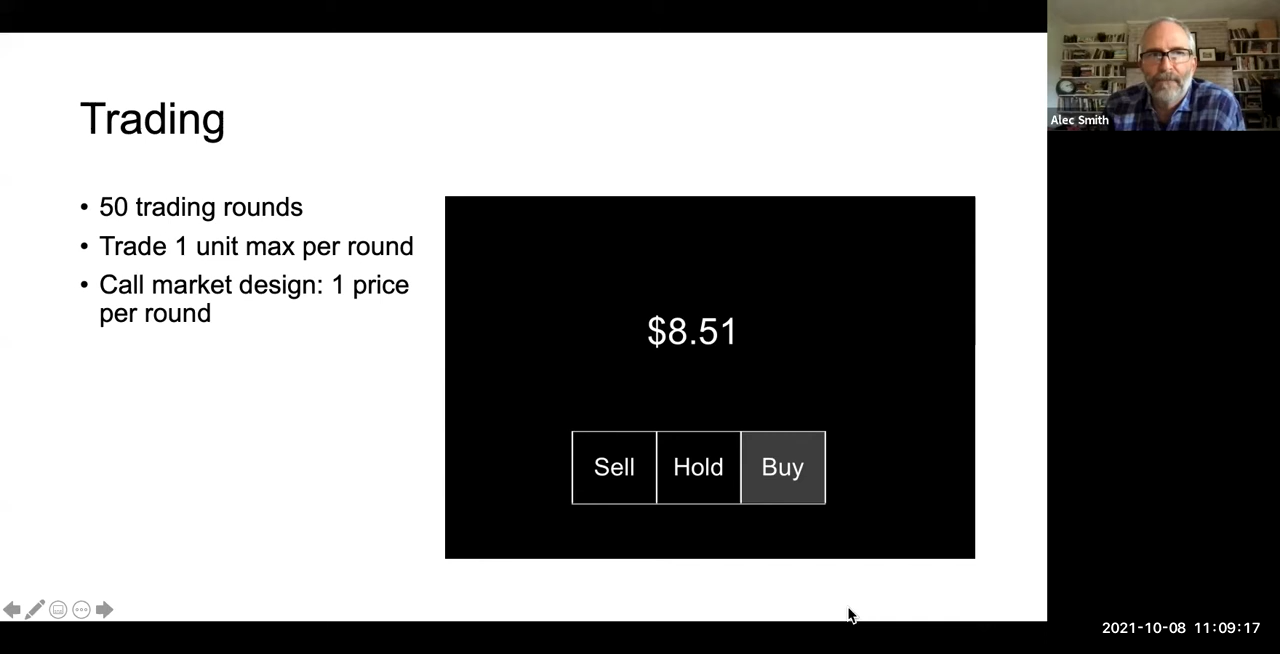 Trading
• 50 trading rounds
• Trade 1 unit max per round
• Call market design: 1 price
per round
$8.51
Sell Hold Buy
Alec Smith
2021-10-08 11:09:17